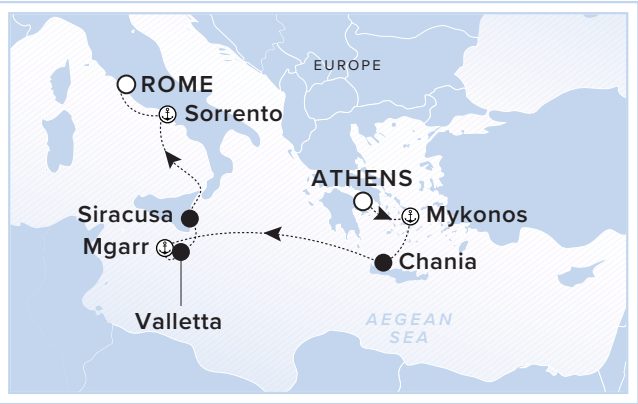 EUROPE
ROME
Sorrento
ATHENS
Siracusa
Mykonos
Mgarr
Chania
Valletta
AEGEAN
SEA